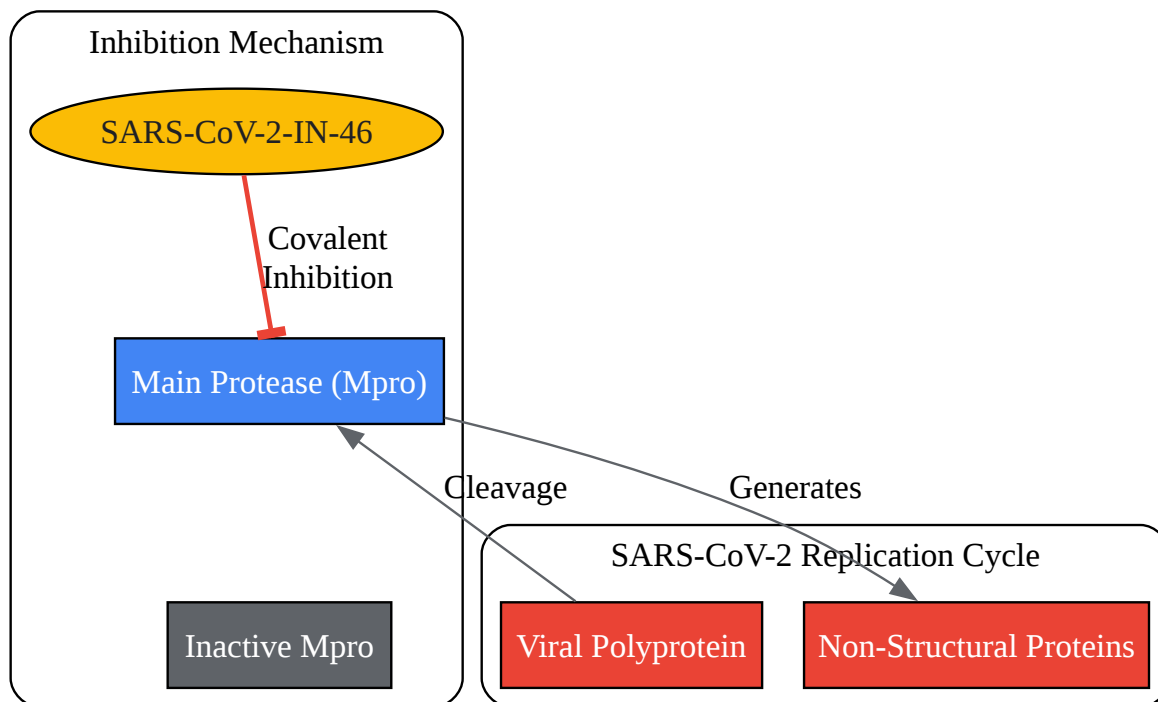 Inhibition Mechanism
SARS-CoV-2-IN-46
Covalent
Inhibition
Main Protease (Mpro)
Cleavage
Generates
SARS-CoV-2 Replication Cycle
Inactive Mpro
Viral Polyprotein
Non-Structural Proteins